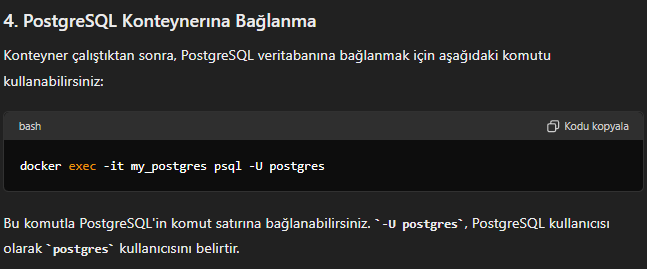 4. PostgreSQL Konteynerına Bağlanma
Konteyner çalıştıktan sonra, PostgreSQL veritabanına bağlanmak için aşağıdaki komutu
kullanabilirsiniz:
bash
Kodu kopyala
docker exec -it my_postgres psql -U postgres
Bu komutla PostgreSQL'in komut satırına bağlanabilirsiniz. `-U postgres`, PostgreSQL kullanıcısı
olarak `postgres` kullanıcısını belirtir.